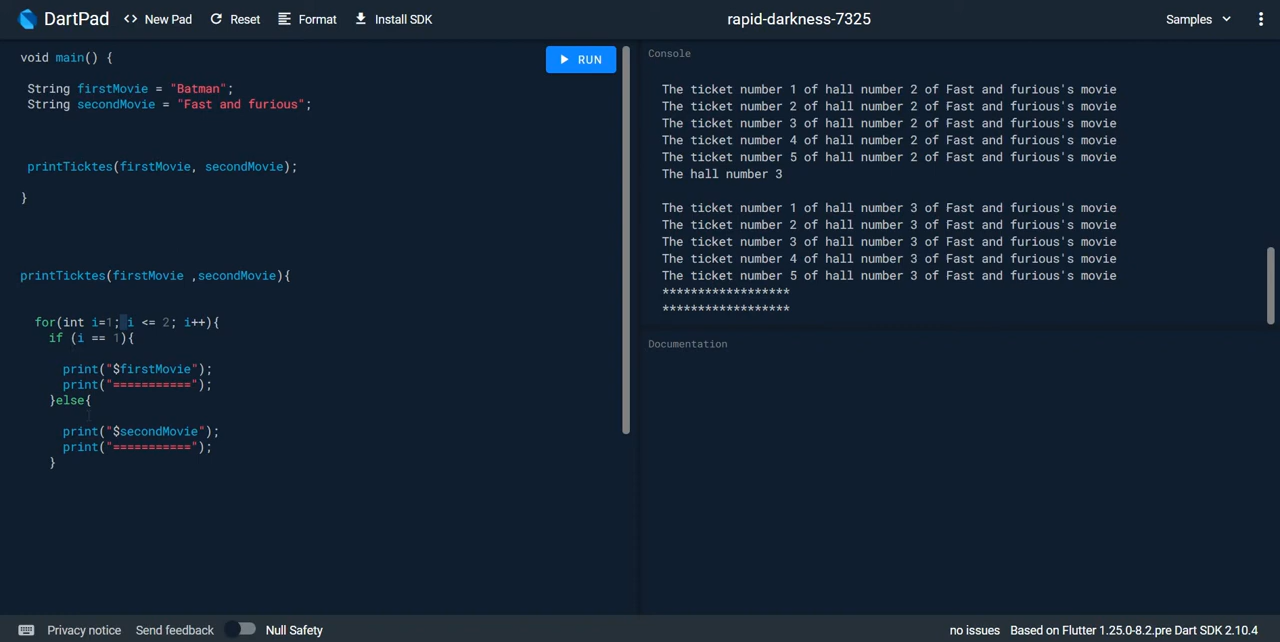 DartPad <> New Pad Reset Format Install SDK rapid-darkness-7325 Samples
void main() {
RUN
String firstMovie = "Batman";
String secondMovie = "Fast and furious";
printTicktes(firstMovie, secondMovie);
}
printTicktes(firstMovie ,secondMovie){
for(int i=1; i <= 2; i++){
if (i == 1){
print("$firstMovie");
print("===========");
}else{
print("$secondMovie");
print("===========");
}
Console
The ticket number 1 of hall number 2 of Fast and furious's movie
The ticket number 2 of hall number 2 of Fast and furious's movie
The ticket number 3 of hall number 2 of Fast and furious's movie
The ticket number 4 of hall number 2 of Fast and furious's movie
The ticket number 5 of hall number 2 of Fast and furious's movie
The hall number 3
The ticket number 1 of hall number 3 of Fast and furious's movie
The ticket number 2 of hall number 3 of Fast and furious's movie
The ticket number 3 of hall number 3 of Fast and furious's movie
The ticket number 4 of hall number 3 of Fast and furious's movie
The ticket number 5 of hall number 3 of Fast and furious's movie
******************
******************
Documentation
Privacy notice Send feedback Null Safety no issues Based on Flutter 1.25.0-8.2.pre Dart SDK 2.10.4